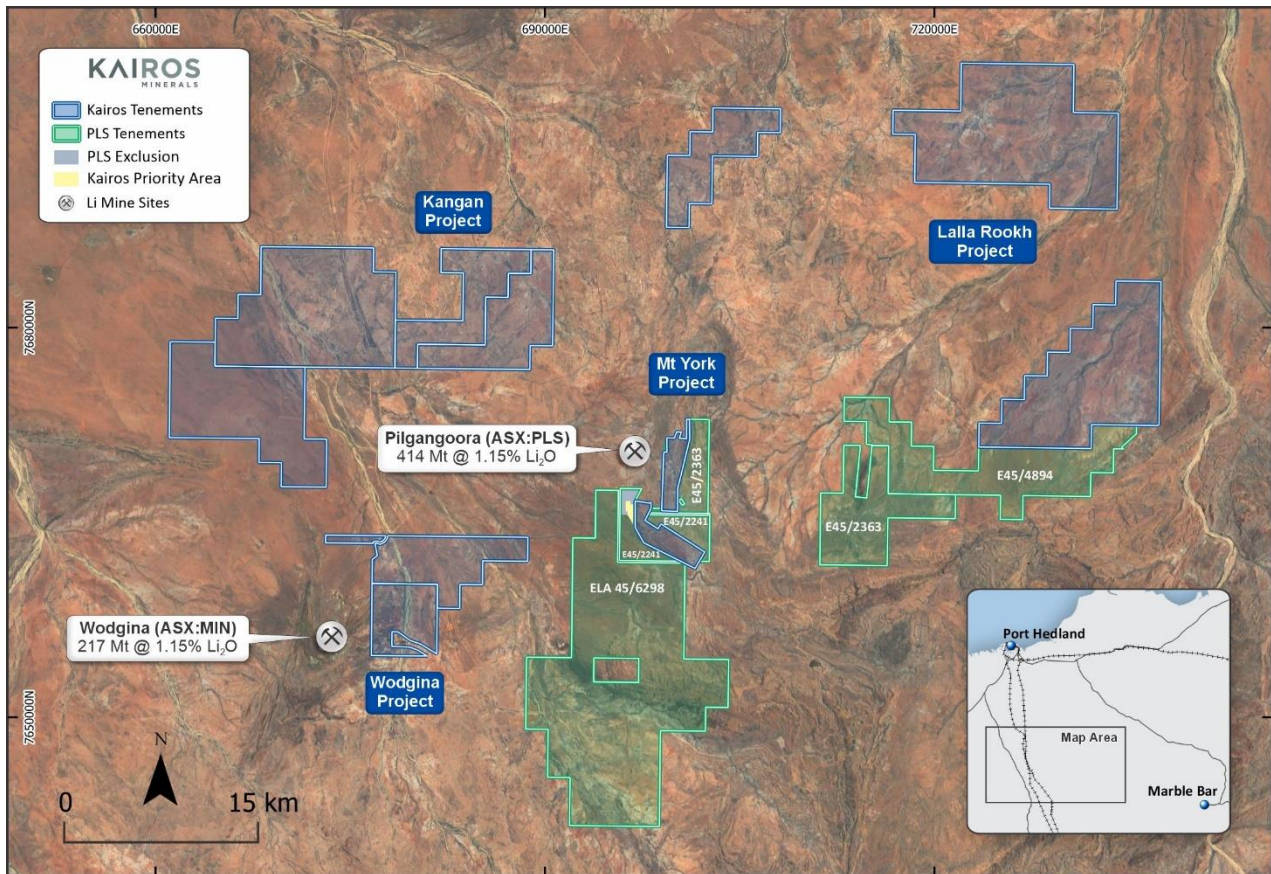 660000E
690000E
720000E
KAIROS
MINERALS
Kairos Tenements
PLS Tenements
PLS Exclusion
Kairos Priority Area
Li Mine Sites
Kangan
Project
Lalla Rookh
Project
7680000N
Mt York
Project
Pilgangoora (ASX:PLS)
414 Mt @ 1.15% Li₂O
E45/2363
E45/4894
E45/2363
E45/2241
E45/2241
ELA 45/6298
Wodgina (ASX:MIN)
217 Mt @ 1.15% Li₂O
Wodgina
Project
7650000N
N
0 15 km
Port Hedland
Map Area
Marble Bar